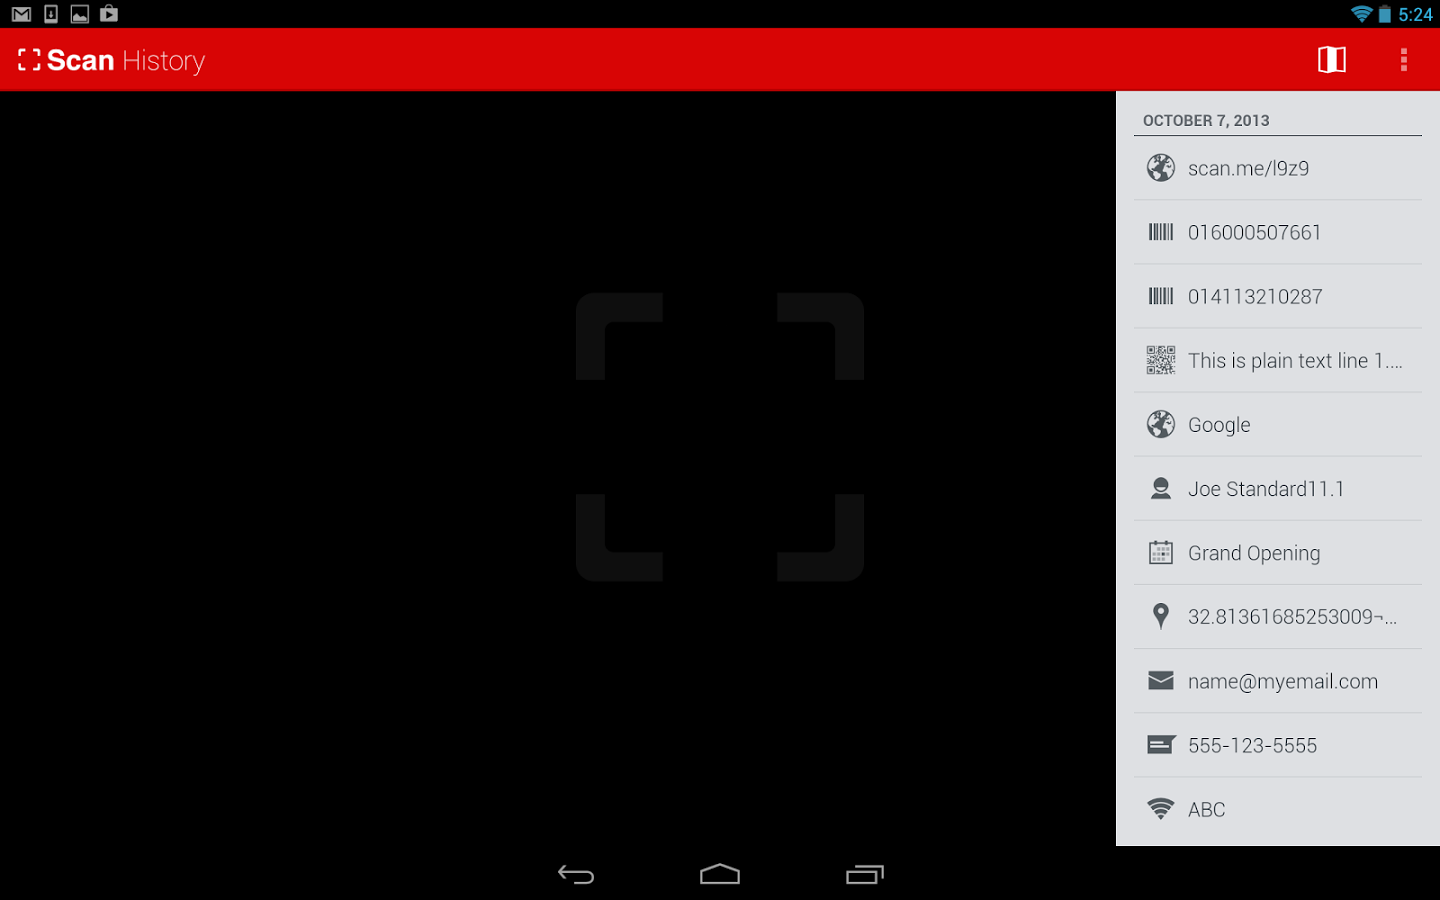 5:24
Scan History
OCTOBER 7, 2013
scan.me/l9z9
016000507661
014113210287
This is plain text line 1....
Google
Joe Standard11.1
Grand Opening
32.81361685253009¬...
name@myemail.com
555-123-5555
ABC